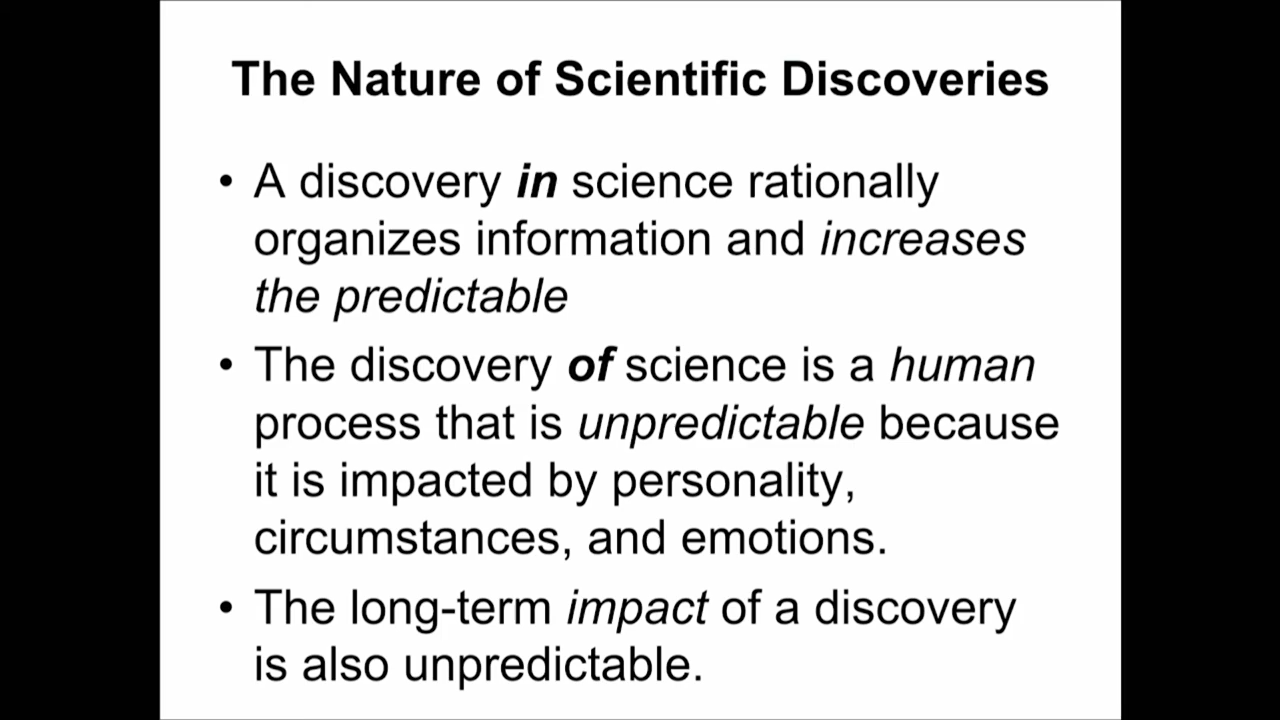 The Nature of Scientific Discoveries
• A discovery in science rationally
organizes information and increases
the predictable
• The discovery of science is a human
process that is unpredictable because
it is impacted by personality,
circumstances, and emotions.
• The long-term impact of a discovery
is also unpredictable.